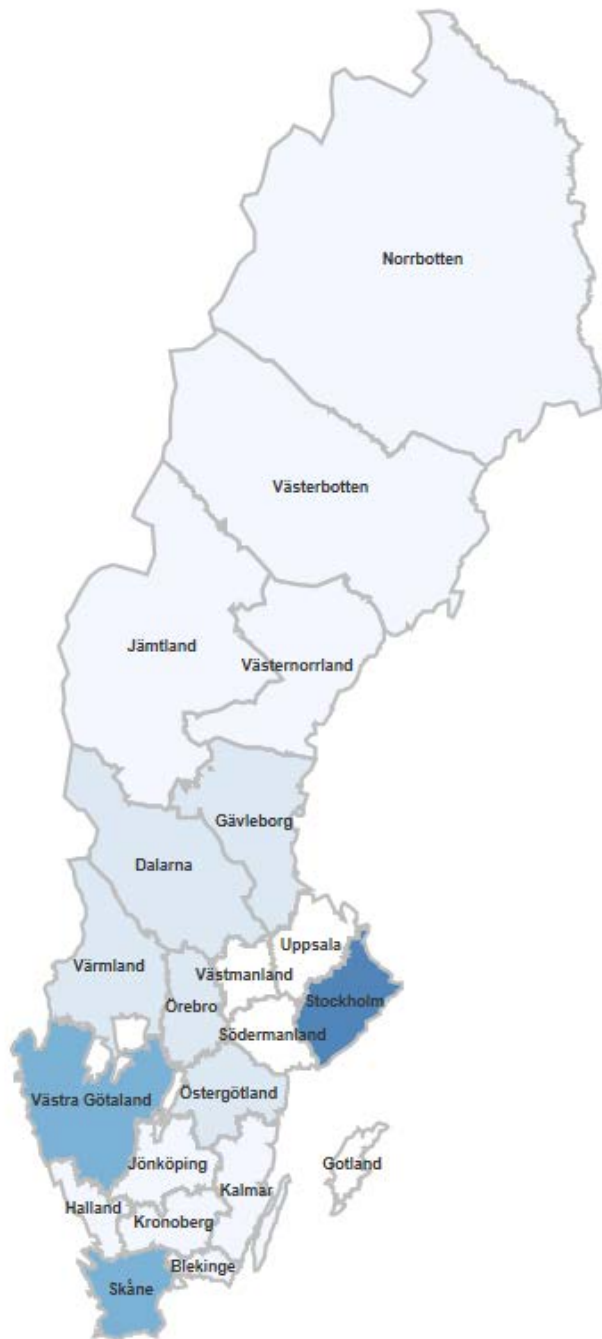 Norrbotten
Västerbotten
Jämtland
Västernorrland
Gävleborg
Dalarna
Uppsala
Värmland
Västmanland
Örebro
Stockholm
Södermanland
Västra Götaland
Östergötland
Jönköping
Gotland
Kalmar
Halland
Kronoberg
Blekinge
Skåne